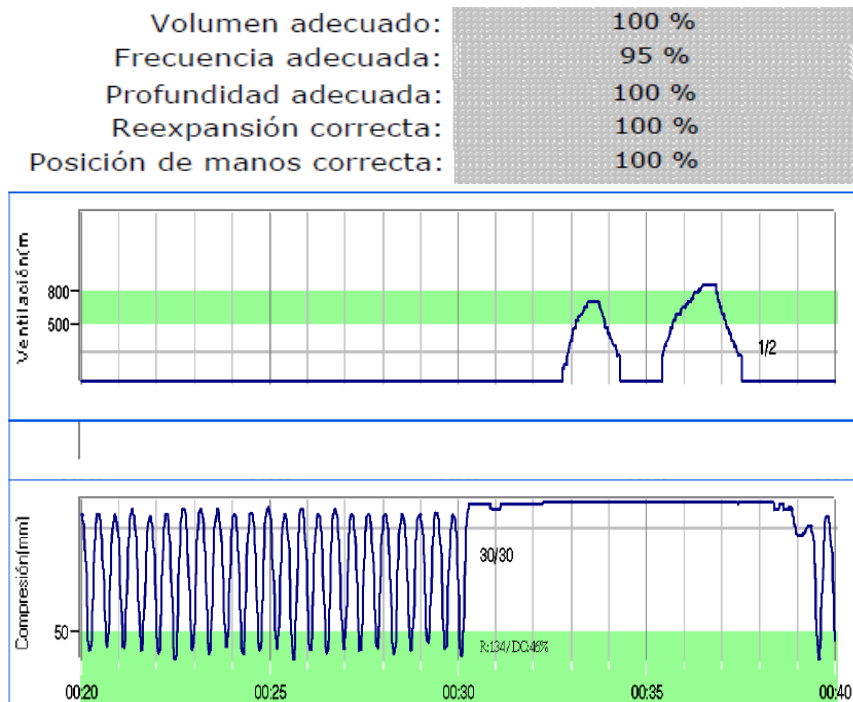 Volumen adecuado: 100 %
Frecuencia adecuada: 95 %
Profundidad adecuada: 100 %
Reexpansión correcta: 100 %
Posición de manos correcta: 100 %
Ventilación(m
800
500
1/2
Compresión(mm)
30/30
50
R:134/DC:46%
00:20 00:25 00:30 00:35 00:40